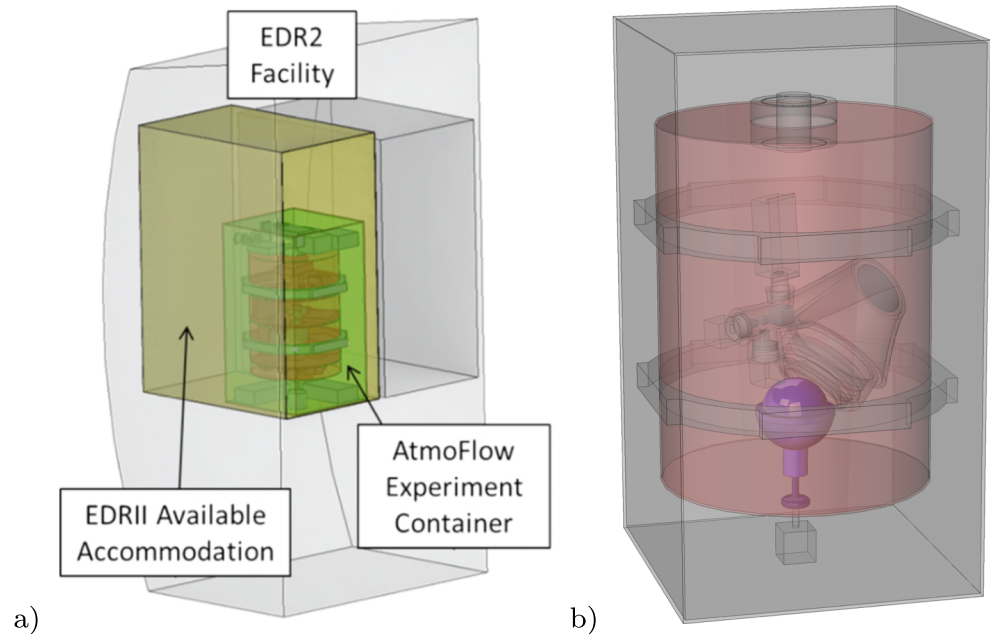 EDR2
Facility
AtmoFlow
Experiment
Container
EDRII Available
Accommodation
a)
b)